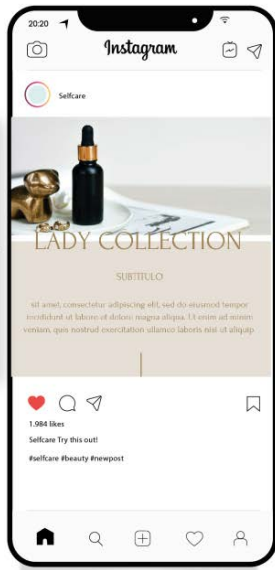 20:20
Instagram
Selfcare
LADY COLLECTION
SUBTITULO
sit amet, consectetur adipiscing elit, sed do eiusmod tempor
incididunt ut labore et dolore magna aliqua. Ut enim ad minim
veniam, quis nostrud exercitation ullamco laboris nisi ut aliquip
1.984 likes
Selfcare Try this out!
#selfcare #beauty #newpost